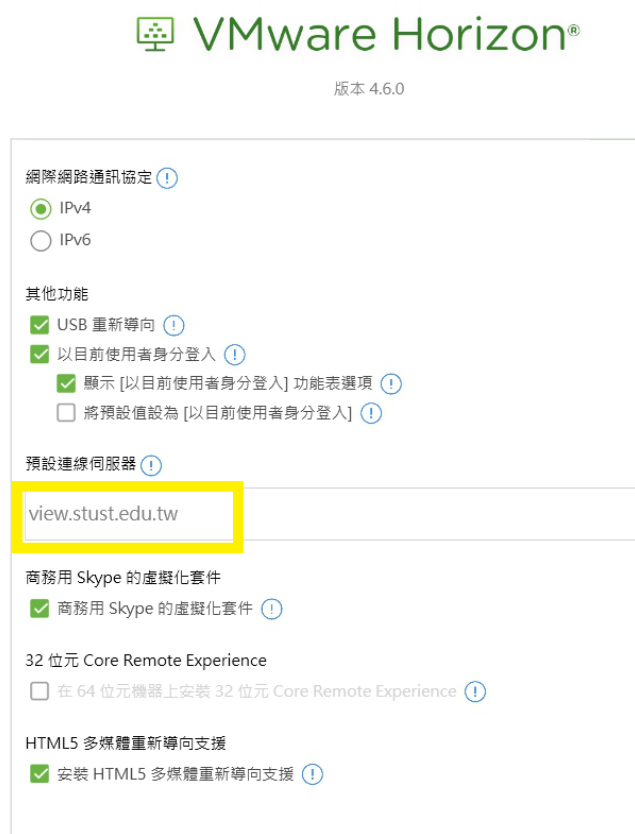 VMware Horizon®
版本 4.6.0
網際網路通訊協定
IPv4
IPv6
其他功能
USB 重新導向
以目前使用者身分登入
顯示 [以目前使用者身分登入] 功能表選項
將預設值設為 [以目前使用者身分登入]
預設連線伺服器
view.stust.edu.tw
商務用 Skype 的虛擬化套件
商務用 Skype 的虛擬化套件
32 位元 Core Remote Experience
在 64 位元機器上安裝 32 位元 Core Remote Experience
HTML5 多媒體重新導向支援
安裝 HTML5 多媒體重新導向支援